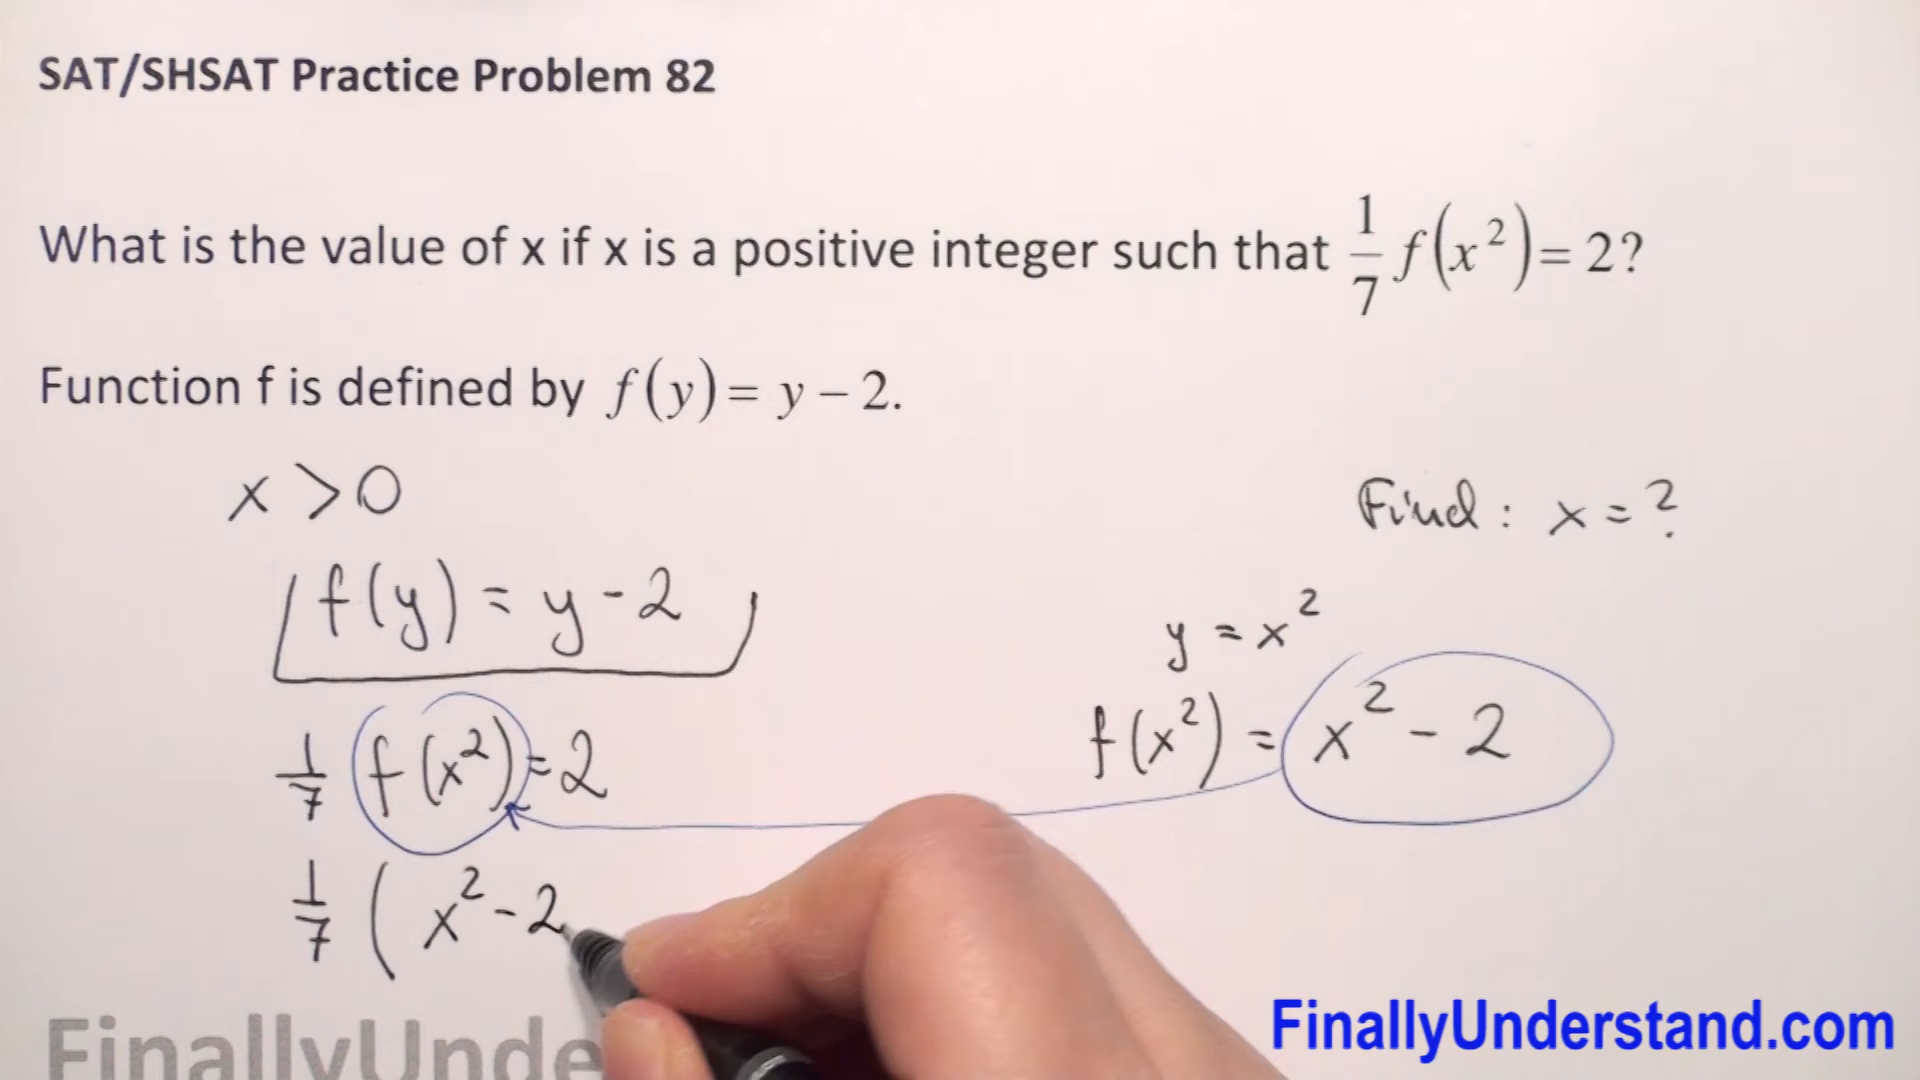 SAT/SHSAT Practice Problem 82
What is the value of x if x is a positive integer such that 1/7 f(x²) = 2?
Function f is defined by f(y) = y − 2.
x > 0
Find: x = ?
f(y) = y - 2
y = x²
1/7 f(x²) = 2
f(x²) = x² - 2
1/7 ( x² - 2
FinallyUnde
FinallyUnderstand.com